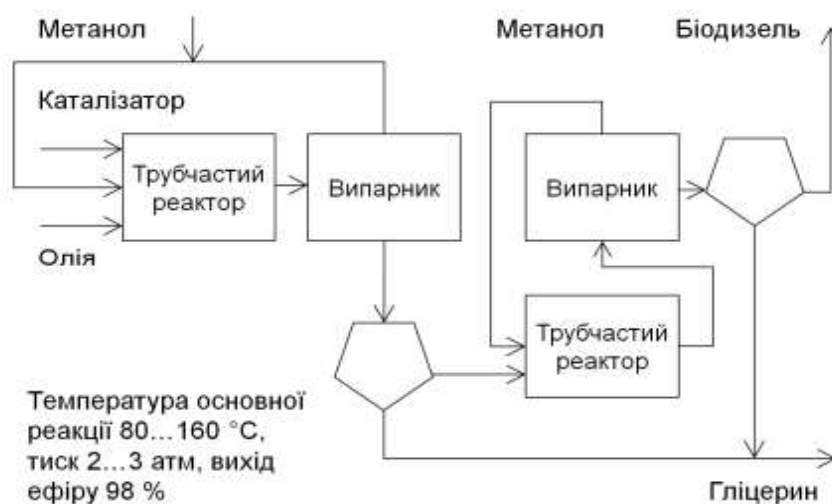 Метанол
Метанол
Біодизель
Каталізатор
Трубчастий
реактор
Випарник
Випарник
Олія
Трубчастий
реактор
Температура основної
реакції 80...160 °C,
тиск 2...3 атм, вихід
ефіру 98 %
Гліцерин